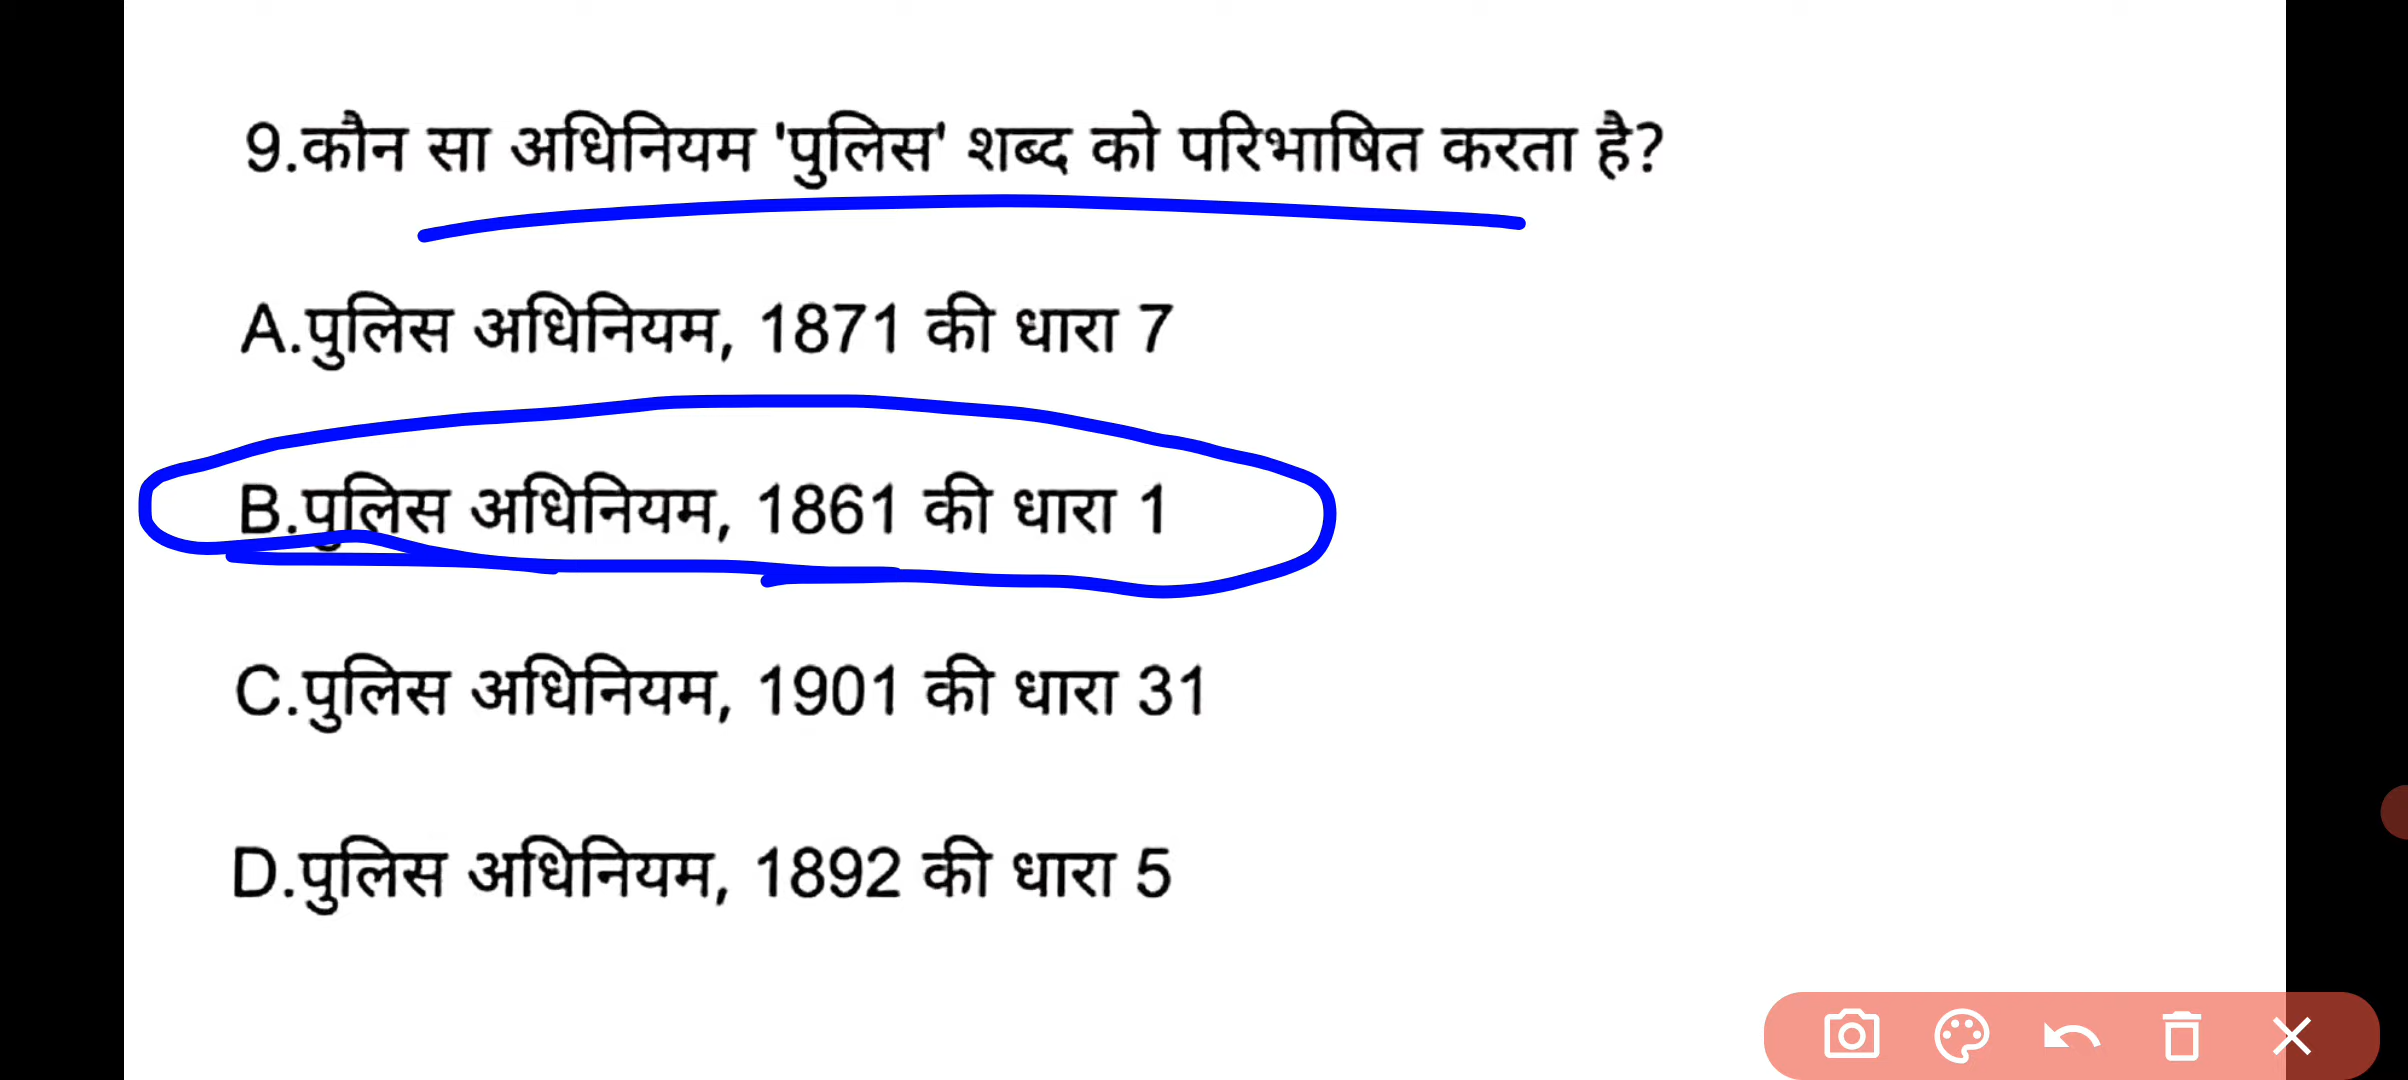 9.कौन सा अधिनियम 'पुलिस' शब्द को परिभाषित करता है?
A.पुलिस अधिनियम, 1871 की धारा 7
B.पुलिस अधिनियम, 1861 की धारा 1
C.पुलिस अधिनियम, 1901 की धारा 31
D.पुलिस अधिनियम, 1892 की धारा 5